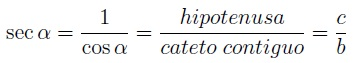 sec α = 1/cos α = hipotenusa/cateto contiguo = c/b